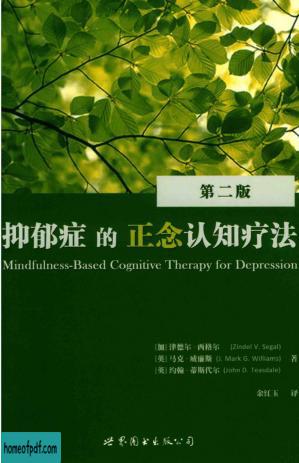 第二版
抑郁症的正念认知疗法
Mindfulness-Based Cognitive Therapy for Depression
[加] 津德尔·西格尔 (Zindel V. Segal)
[英] 马克·威廉斯 (J. Mark G. Williams) 著
[英] 约翰·蒂斯代尔 (John D. Teasdale)
余红玉 译
世界图书出版公司
homeofpdf.com